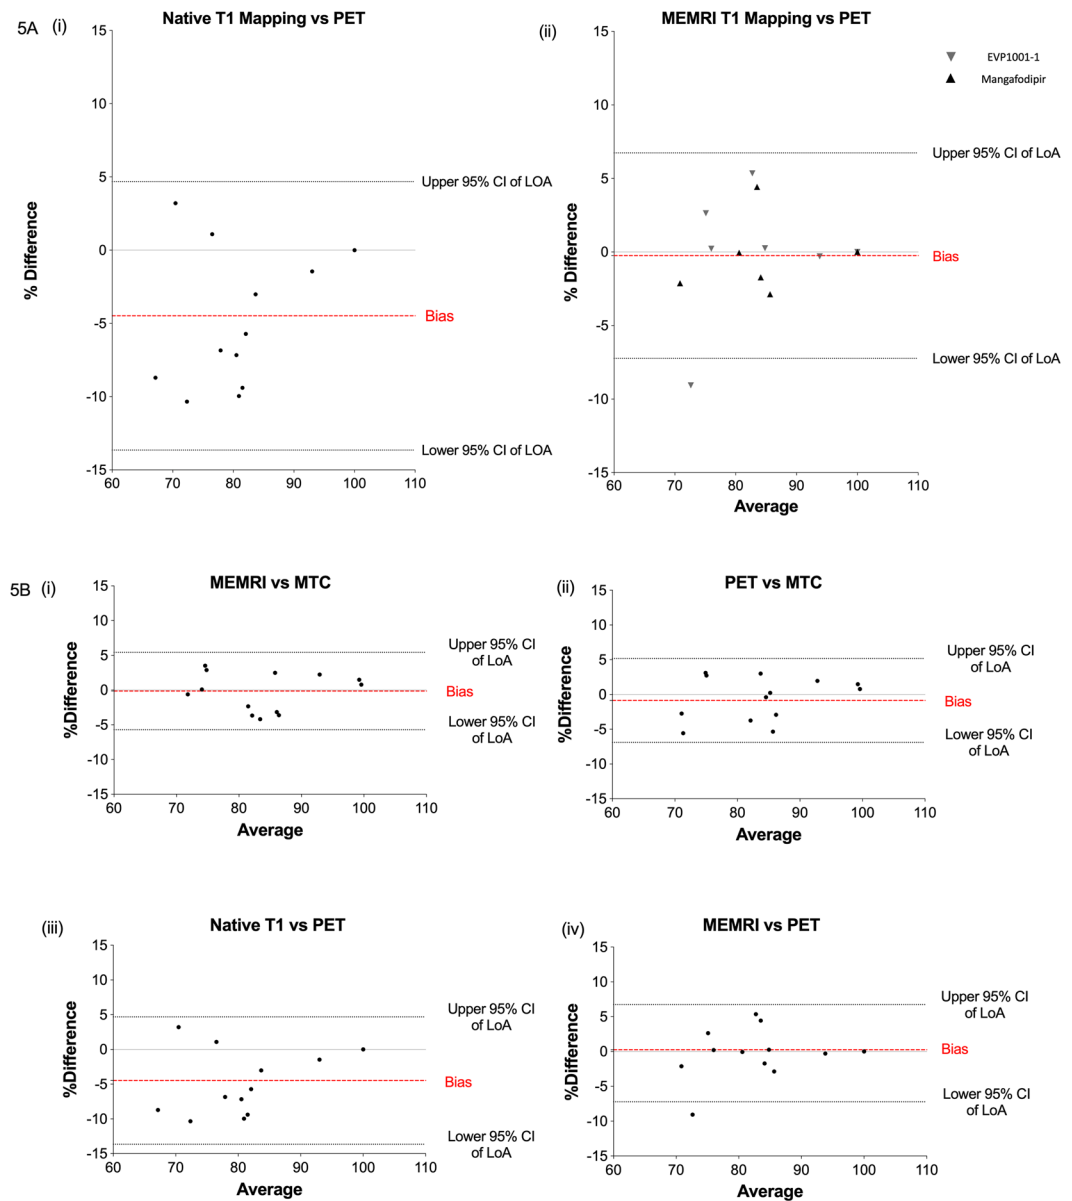 5A
(i)
Native T1 Mapping vs PET
15
10
5
0
-5
-10
-15
% Difference
60 70 80 90 100 110
Average
Upper 95% CI of LOA
Bias
Lower 95% CI of LOA
(ii)
MEMRI T1 Mapping vs PET
15
10
5
0
-5
-10
-15
% Difference
60 70 80 90 100 110
Average
EVP1001-1
Mangafodipir
Upper 95% CI of LoA
Bias
Lower 95% CI of LoA
5B
(i)
MEMRI vs MTC
15
10
5
0
-5
-10
-15
%Difference
60 70 80 90 100 110
Average
Upper 95% CI
of LoA
Bias
Lower 95% CI
of LoA
(ii)
PET vs MTC
15
10
5
0
-5
-10
-15
%Difference
60 70 80 90 100 110
Average
Upper 95% CI
of LoA
Bias
Lower 95% CI
of LoA
(iii)
Native T1 vs PET
15
10
5
0
-5
-10
-15
%Difference
60 70 80 90 100 110
Average
Upper 95% CI
of LoA
Bias
Lower 95% CI
of LoA
(iv)
MEMRI vs PET
15
10
5
0
-5
-10
-15
%Difference
60 70 80 90 100 110
Average
Upper 95% CI
of LoA
Bias
Lower 95% CI
of LoA